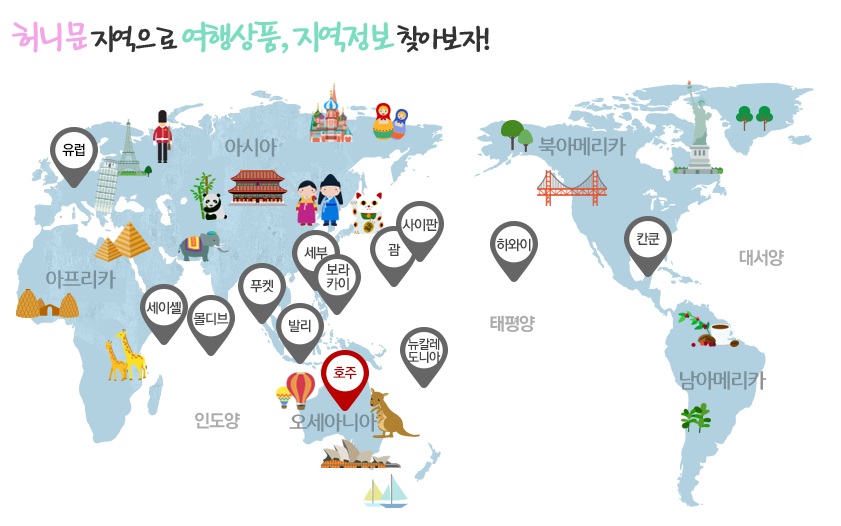 허니문 지역으로 여행상품, 지역정보 찾아보자!
유럽
아시아
북아메리카
사이판
세부
괌
하와이
칸쿤
대서양
아프리카
보라
카이
푸켓
세이셸
몰디브
발리
태평양
뉴칼레
도니아
호주
남아메리카
인도양
오세아니아